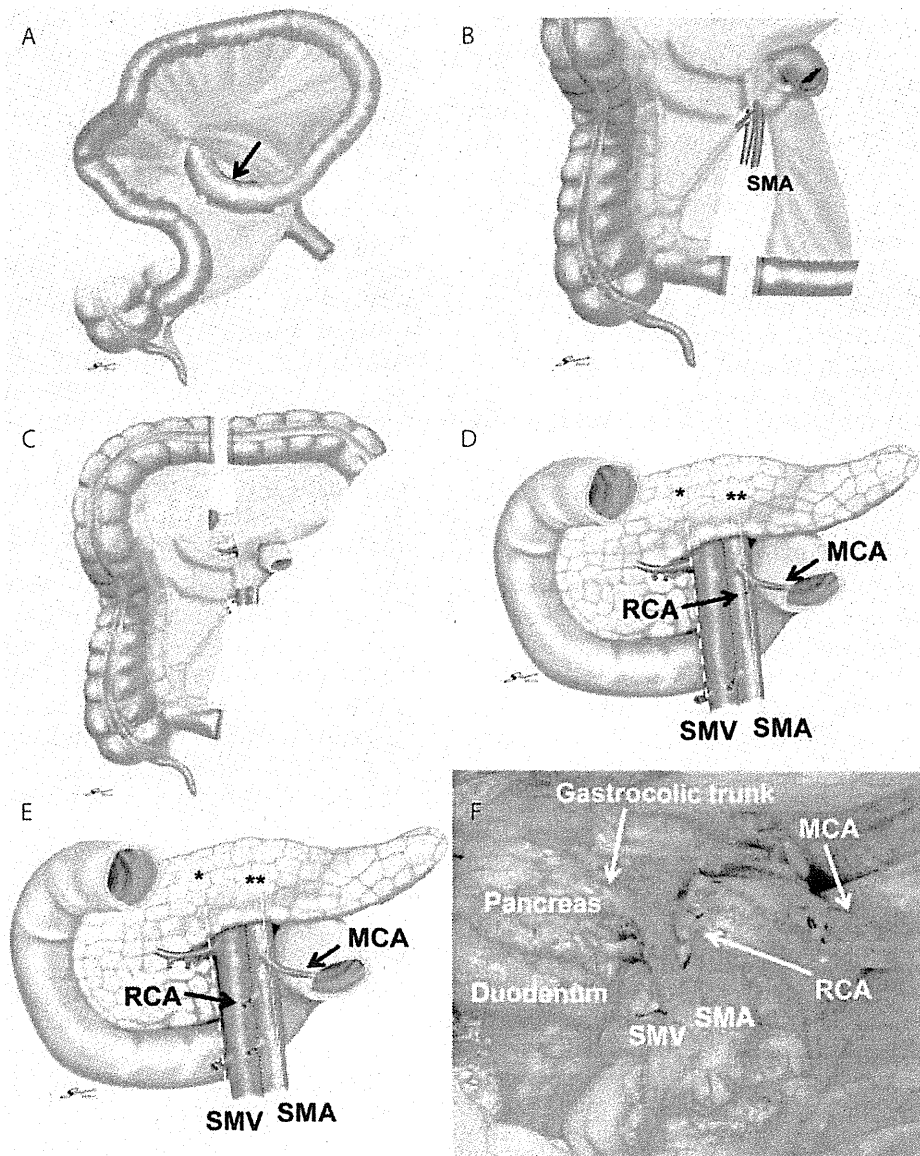 A
B
SMA
C
D
*
**
MCA
RCA
SMV SMA
E
*
**
MCA
RCA
SMV SMA
F
Gastrocolic trunk
MCA
Pancreas
Duodenum
RCA
SMV SMA